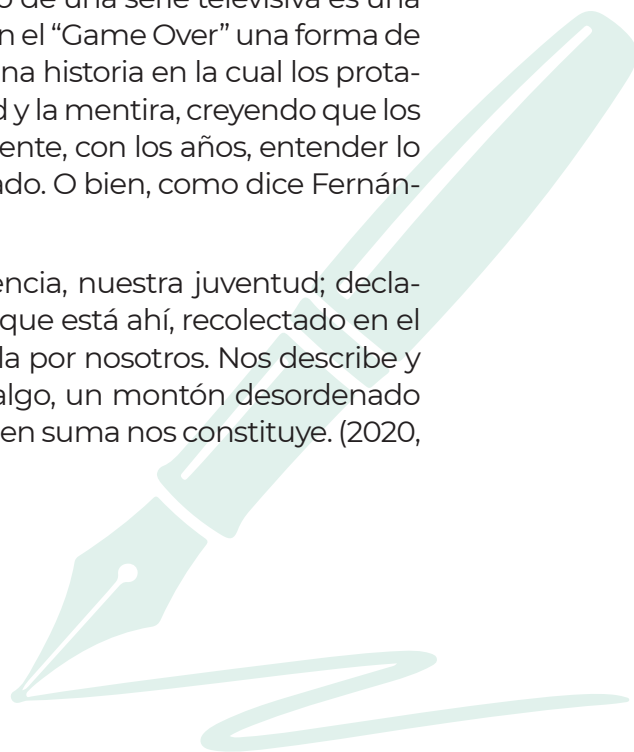 o de una serie televisiva es una
n el “Game Over” una forma de
na historia en la cual los prota-
d y la mentira, creyendo que los
ente, con los años, entender lo
ado. O bien, como dice Fernán-
encia, nuestra juventud; decla-
que está ahí, recolectado en el
la por nosotros. Nos describe y
algo, un montón desordenado
en suma nos constituye. (2020,